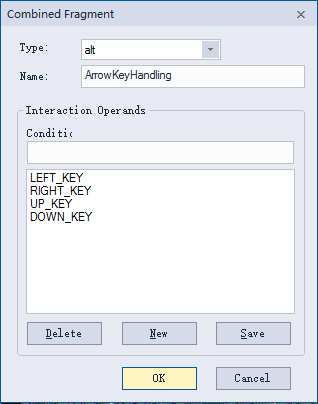 Combined Fragment
Type: alt
Name: ArrowKeyHandling
Interaction Operands
Conditic
LEFT_KEY
RIGHT_KEY
UP_KEY
DOWN_KEY
Delete New Save
OK Cancel